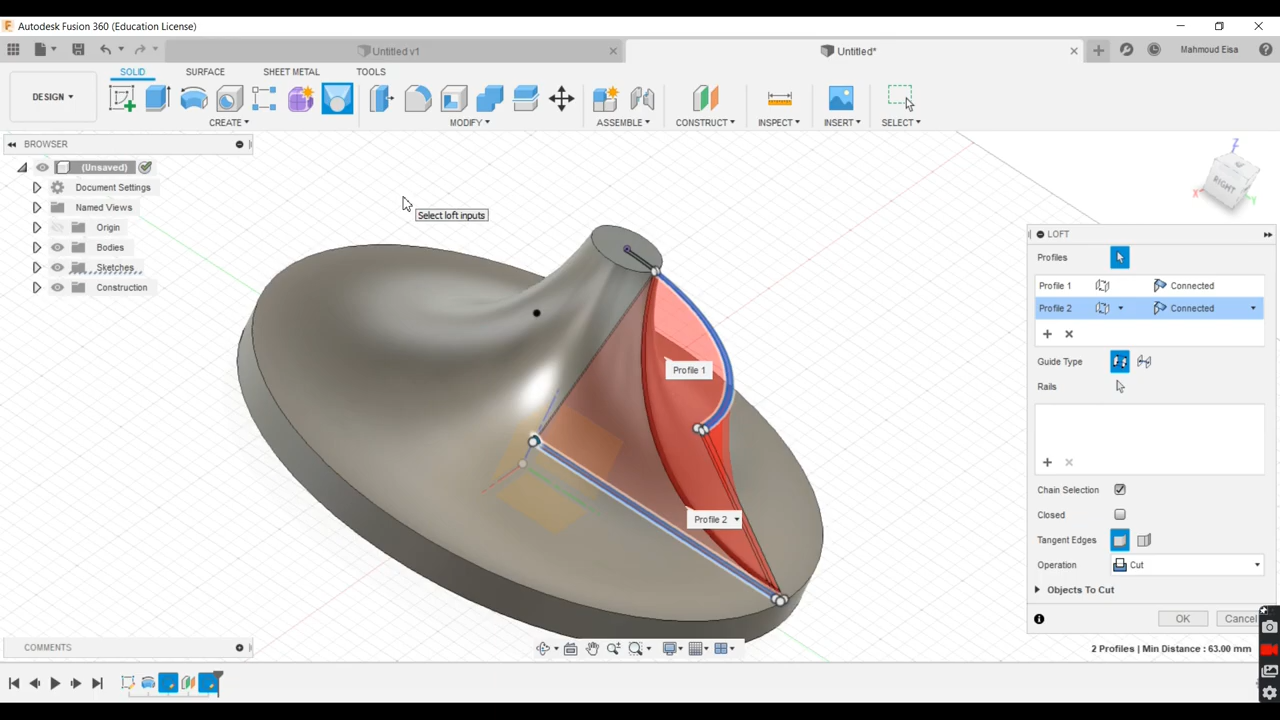 Autodesk Fusion 360 (Education License)
Untitled v1
Untitled*
Mahmoud Eisa
DESIGN
SOLID
SURFACE
SHEET METAL
TOOLS
CREATE
MODIFY
ASSEMBLE
CONSTRUCT
INSPECT
INSERT
SELECT
BROWSER
(Unsaved)
Document Settings
Named Views
Origin
Bodies
Sketches
Construction
Select loft inputs
Profile 1
Profile 2
Z
RIGHT
X
Y
LOFT
Profiles
Profile 1 Connected
Profile 2 Connected
Guide Type
Rails
Chain Selection
Closed
Tangent Edges
Operation Cut
Objects To Cut
OK Cancel
COMMENTS
2 Profiles | Min Distance : 63.00 mm